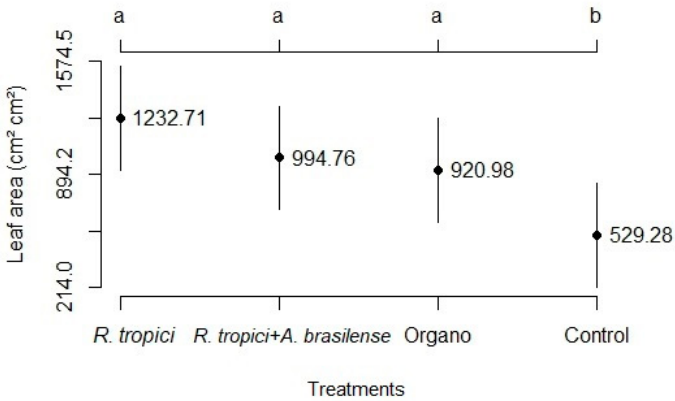 a a a b
Leaf area (cm² cm²)
1574.5
894.2
214.0
1232.71
994.76
920.98
529.28
R. tropici R. tropici+A. brasilense Organo Control
Treatments